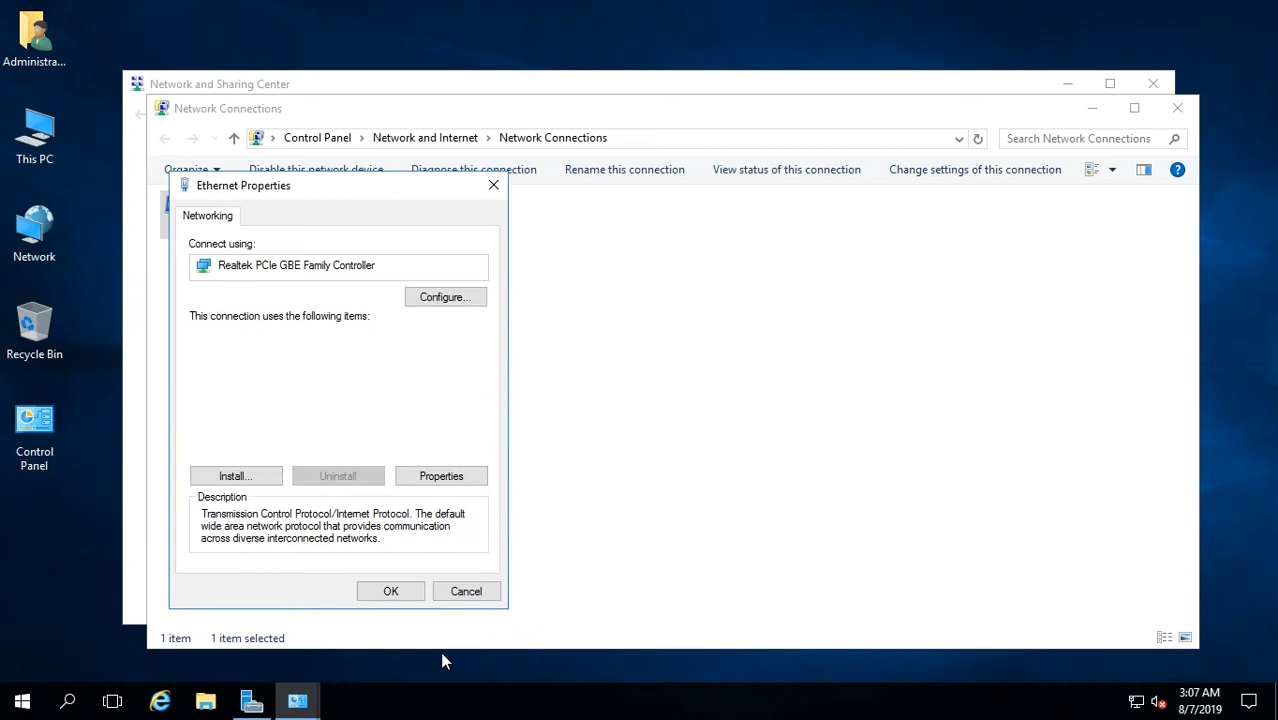 Administra...
This PC
Network
Recycle Bin
Control
Panel
Network and Sharing Center
Network Connections
Control Panel > Network and Internet > Network Connections
Search Network Connections
Organize Disable this network device Diagnose this connection Rename this connection View status of this connection Change settings of this connection
Ethernet Properties
Networking
Connect using:
Realtek PCIe GBE Family Controller
Configure...
This connection uses the following items:
Install... Uninstall Properties
Description
Transmission Control Protocol/Internet Protocol. The default
wide area network protocol that provides communication
across diverse interconnected networks.
OK Cancel
1 item 1 item selected
3:07 AM
8/7/2019